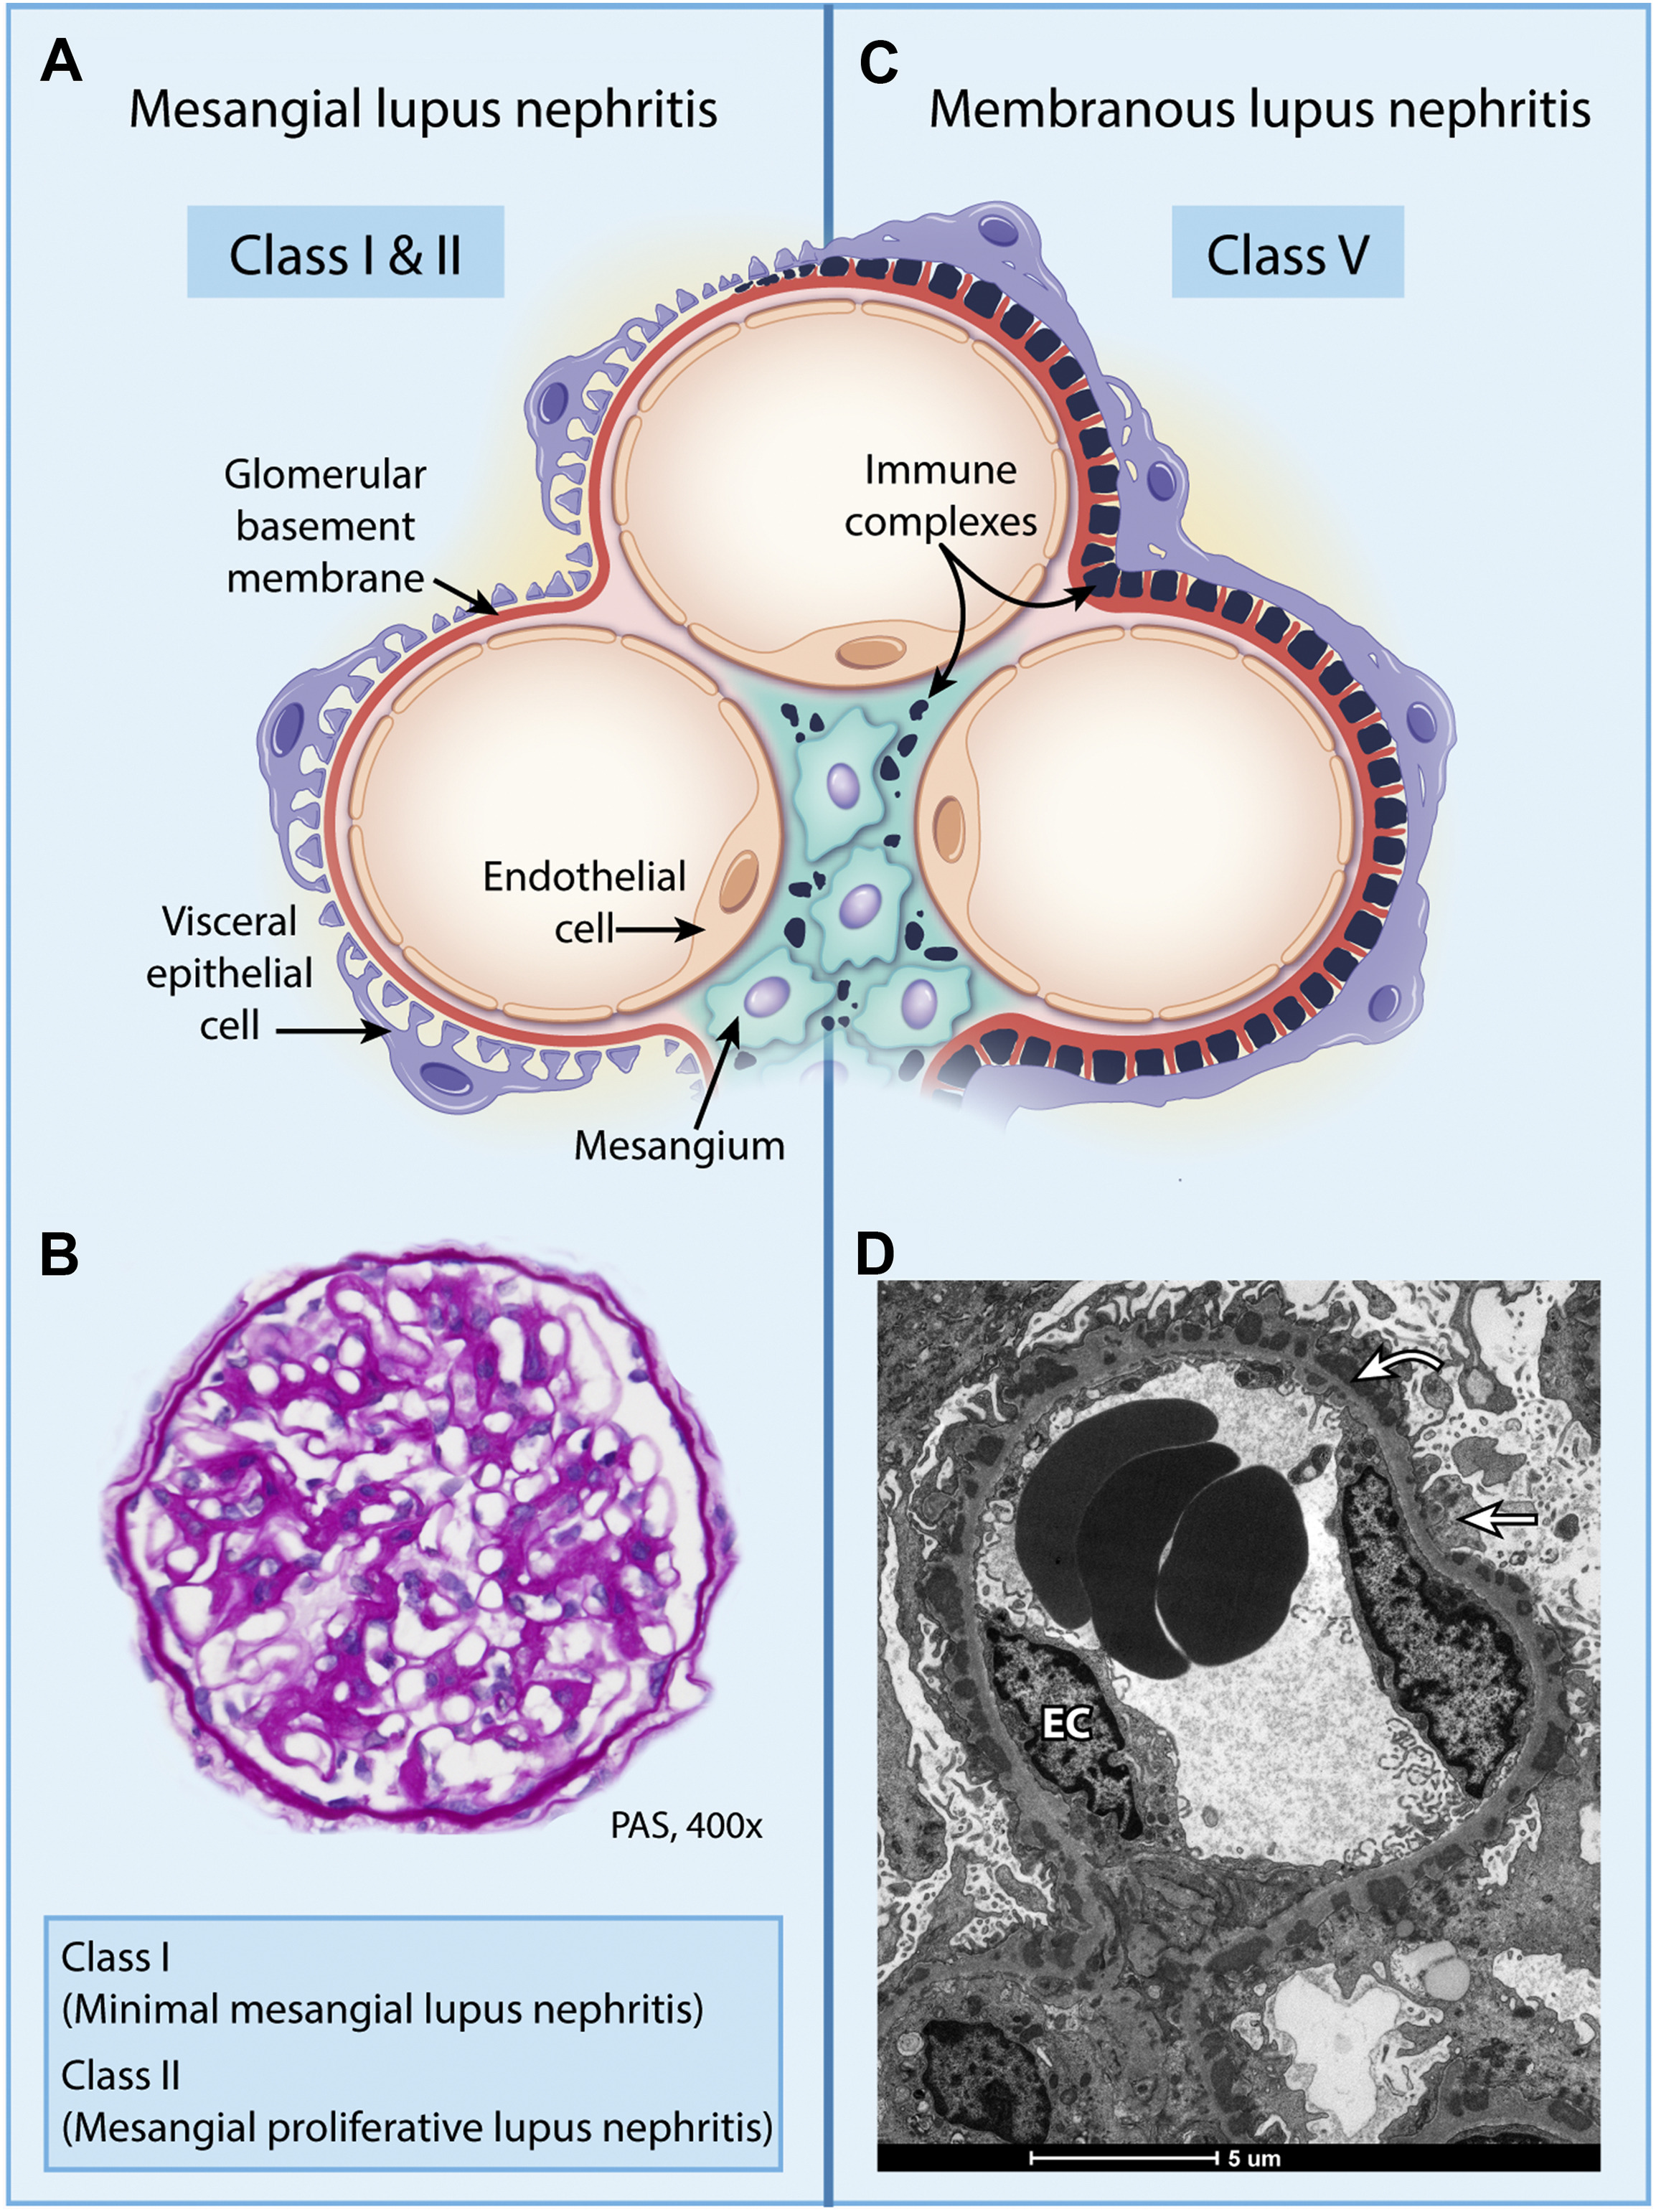 A
Mesangial lupus nephritis
Class I & II
C
Membranous lupus nephritis
Class V
Glomerular
basement
membrane
Immune
complexes
Endothelial
cell
Visceral
epithelial
cell
Mesangium
B
PAS, 400x
Class I
(Minimal mesangial lupus nephritis)
Class II
(Mesangial proliferative lupus nephritis)
D
EC
5 um